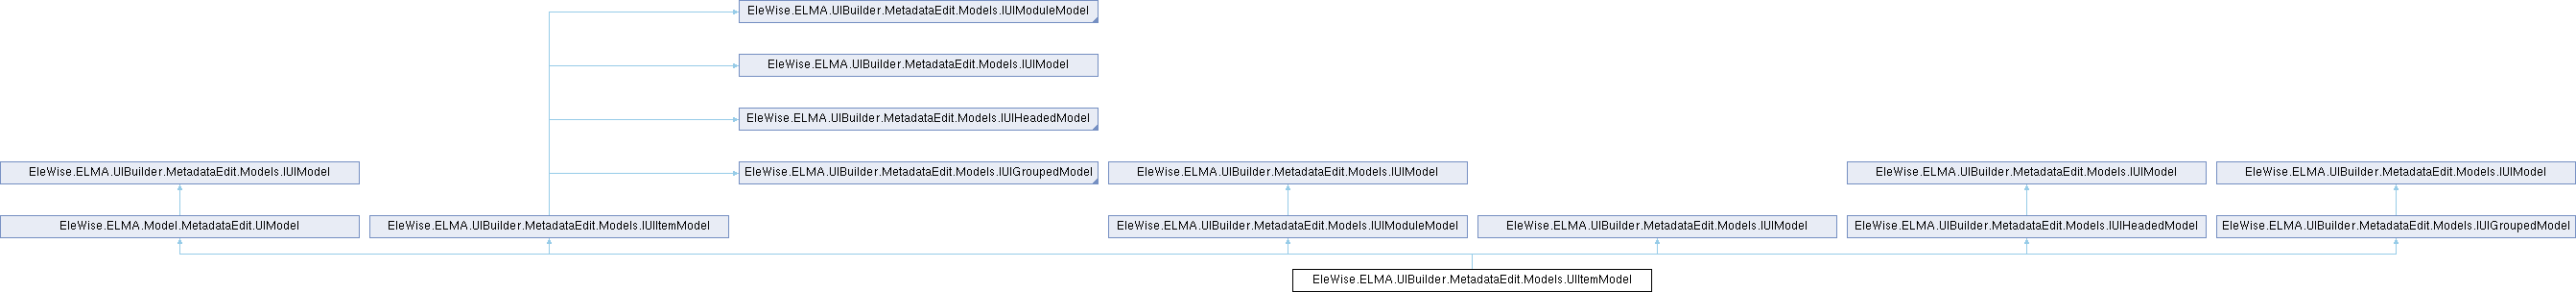 EleWise.ELMA.UIBuilder.MetadataEdit.Models.IUIModuleModel
EleWise.ELMA.UIBuilder.MetadataEdit.Models.IUIModel
EleWise.ELMA.UIBuilder.MetadataEdit.Models.IUIHeadedModel
EleWise.ELMA.UIBuilder.MetadataEdit.Models.IUIModel
EleWise.ELMA.UIBuilder.MetadataEdit.Models.IUIGroupedModel
EleWise.ELMA.UIBuilder.MetadataEdit.Models.IUIModel
EleWise.ELMA.UIBuilder.MetadataEdit.Models.IUIModel
EleWise.ELMA.UIBuilder.MetadataEdit.Models.IUIModel
EleWise.ELMA.Model.MetadataEdit.UIModel
EleWise.ELMA.UIBuilder.MetadataEdit.Models.IUIItemModel
EleWise.ELMA.UIBuilder.MetadataEdit.Models.IUIModuleModel
EleWise.ELMA.UIBuilder.MetadataEdit.Models.IUIModel
EleWise.ELMA.UIBuilder.MetadataEdit.Models.IUIHeadedModel
EleWise.ELMA.UIBuilder.MetadataEdit.Models.IUIGroupedModel
EleWise.ELMA.UIBuilder.MetadataEdit.Models.UIItemModel